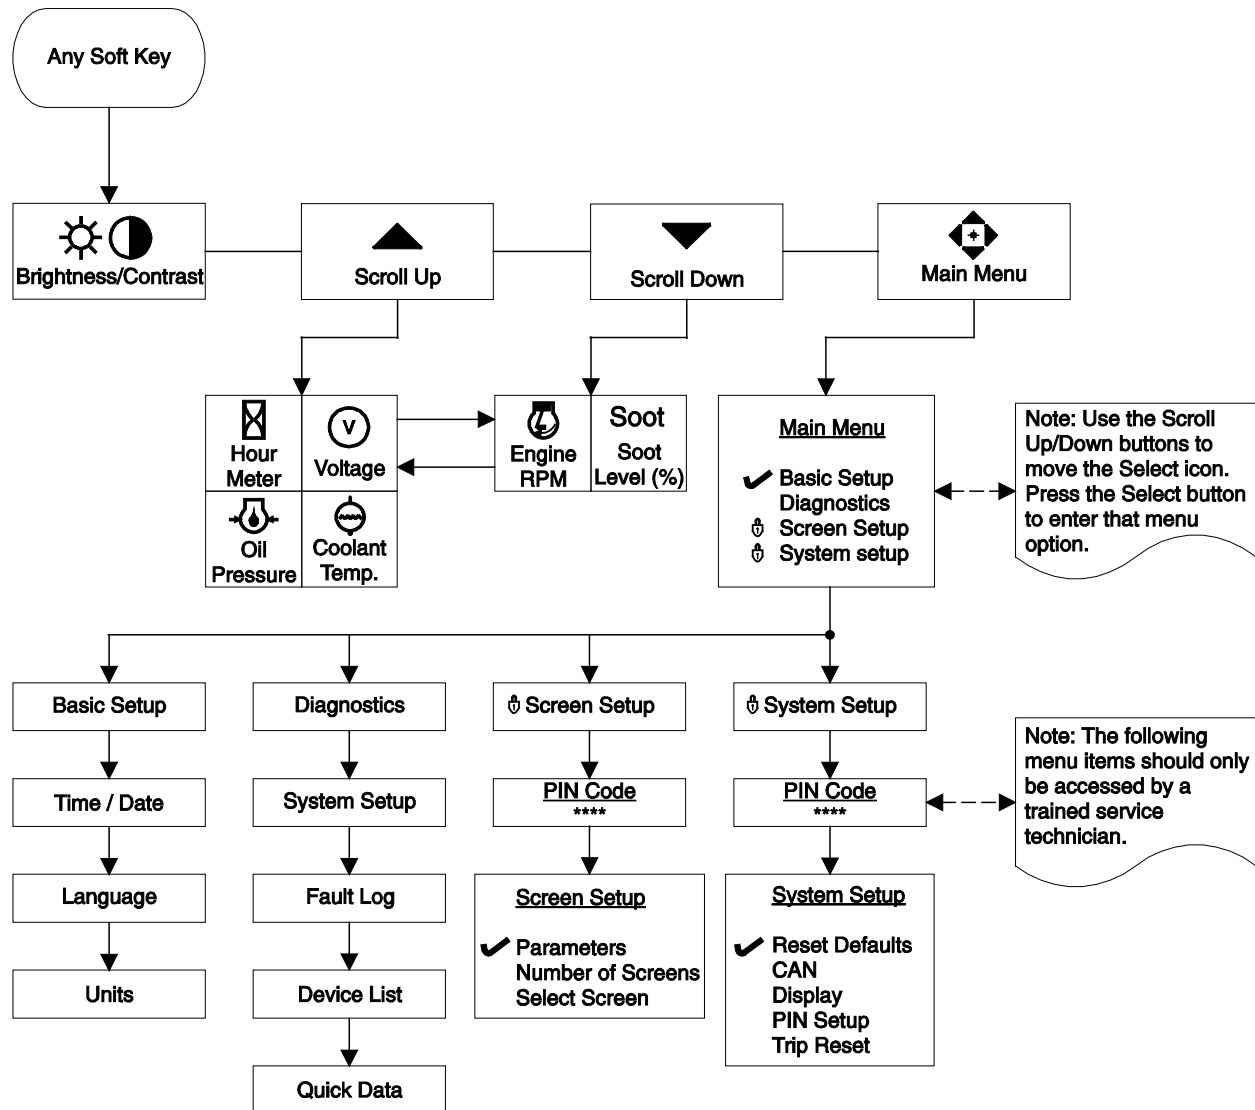 Any Soft Key
Brightness/Contrast
Scroll Up
Scroll Down
Main Menu
Hour
Meter
V
Voltage
Oil
Pressure
Coolant
Temp.
Engine
RPM
Soot
Soot
Level (%)
Main Menu
Basic Setup
Diagnostics
Screen Setup
System setup
Note: Use the Scroll
Up/Down buttons to
move the Select icon.
Press the Select button
to enter that menu
option.
Basic Setup
Time / Date
Language
Units
Diagnostics
System Setup
Fault Log
Device List
Quick Data
Screen Setup
PIN Code
****
Screen Setup
Parameters
Number of Screens
Select Screen
System Setup
PIN Code
****
System Setup
Reset Defaults
CAN
Display
PIN Setup
Trip Reset
Note: The following
menu items should only
be accessed by a
trained service
technician.